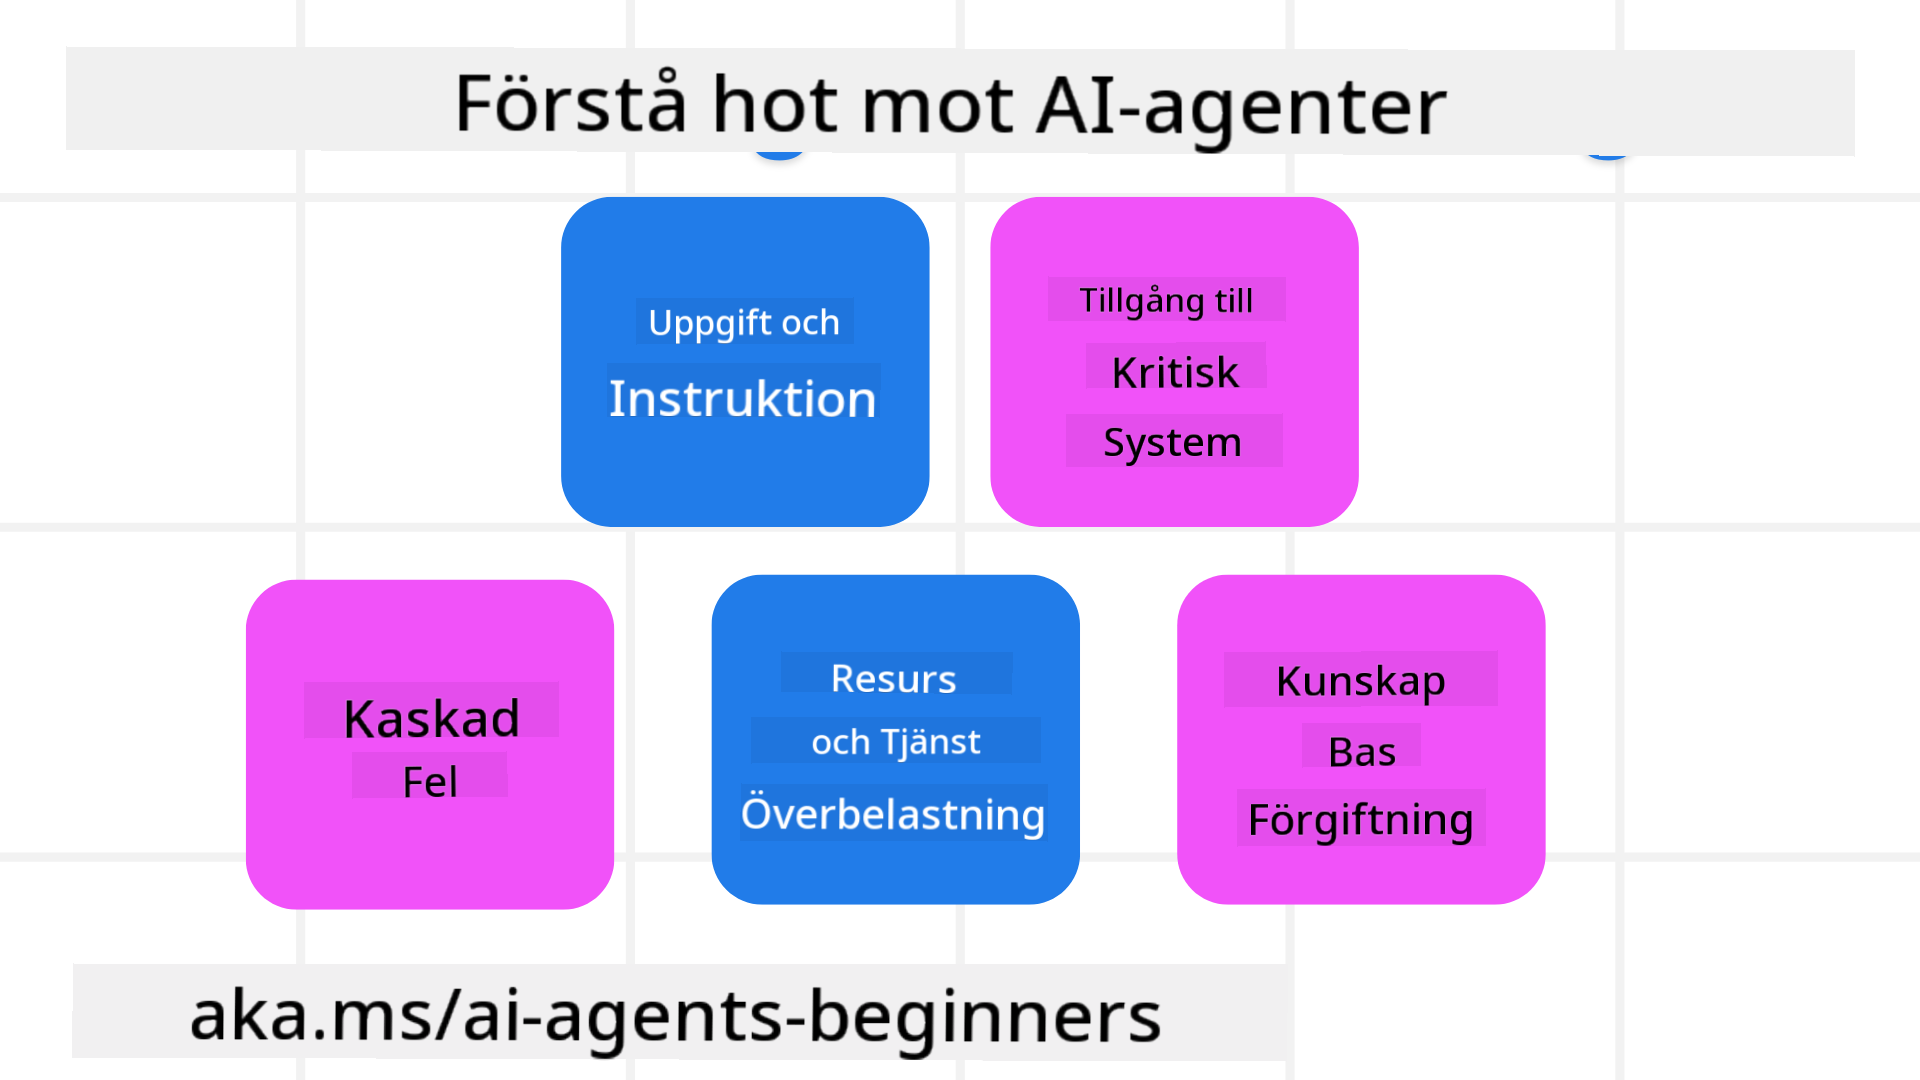 Förstå hot mot AI-agenter
Uppgift och
Instruktion
Tillgång till
Kritisk
System
Kaskad
Fel
Resurs
och Tjänst
Överbelastning
Kunskap
Bas
Förgiftning
aka.ms/ai-agents-beginners